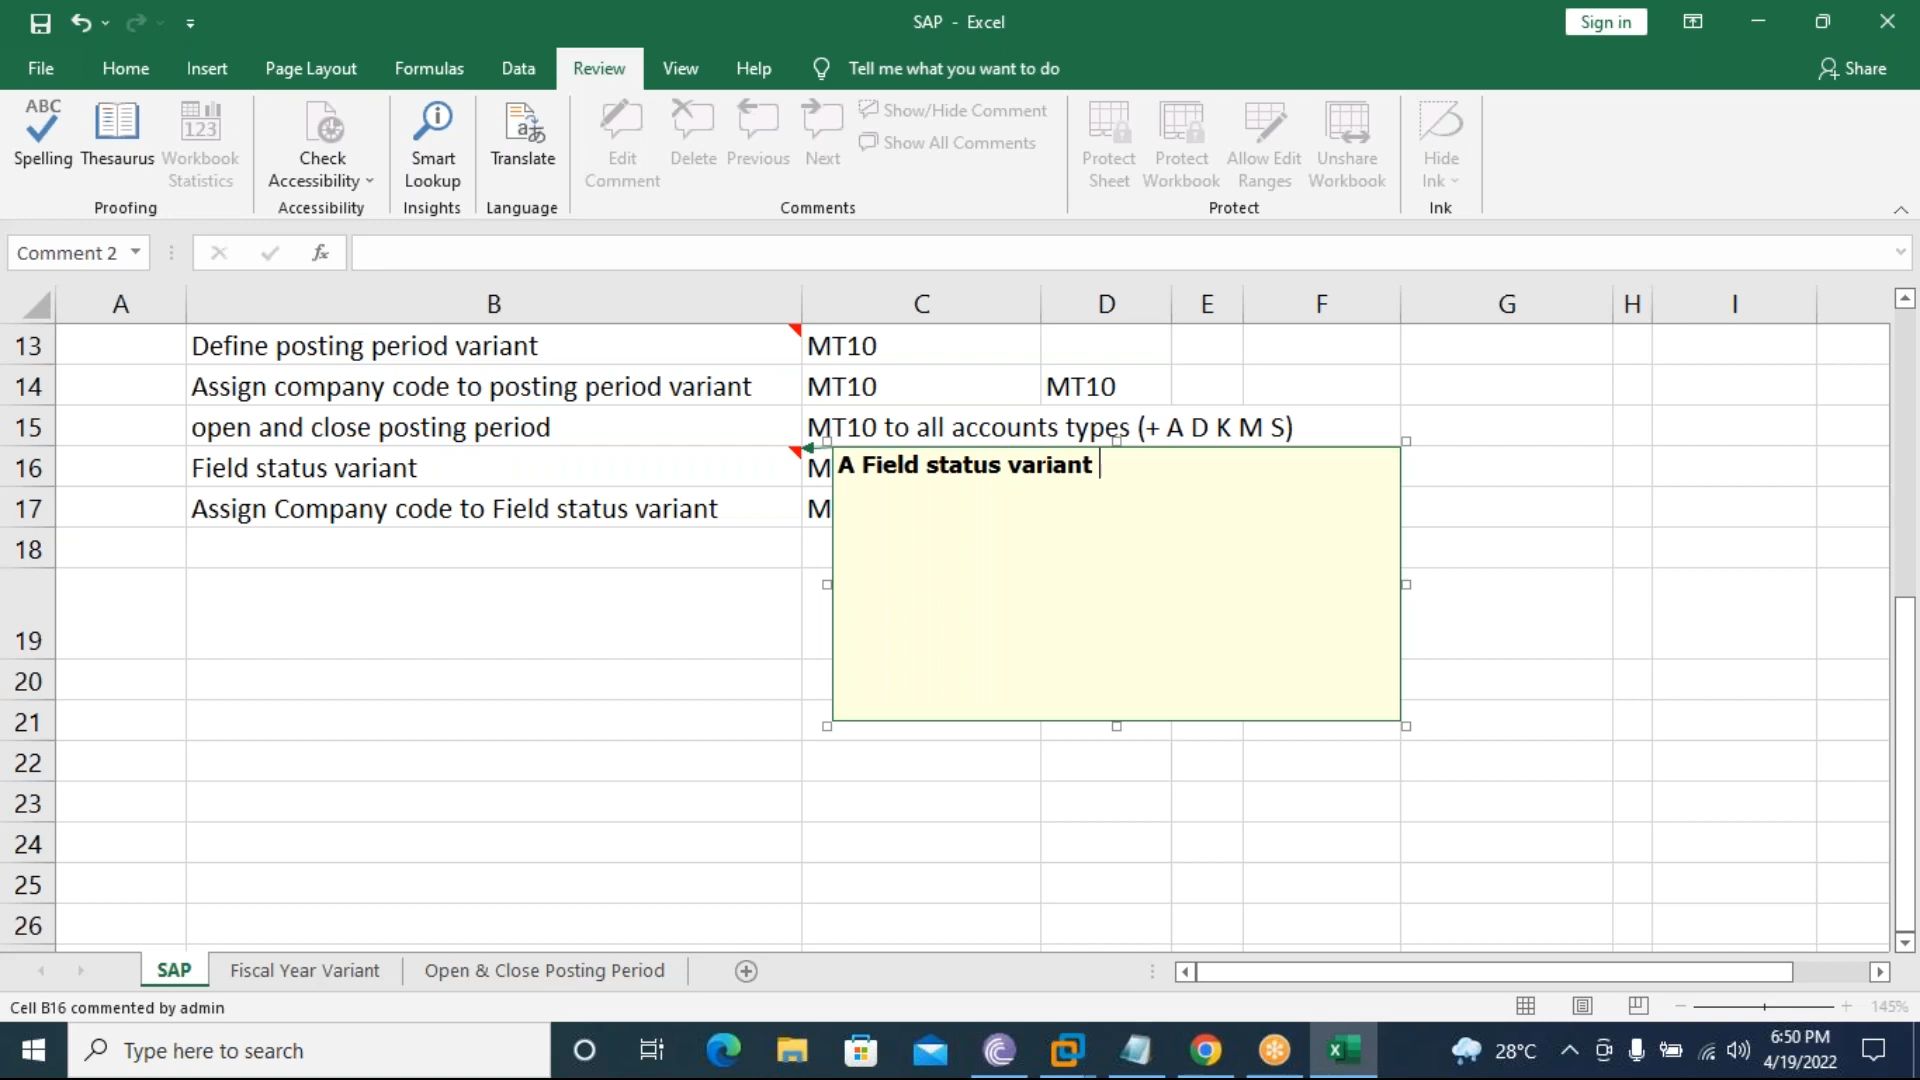 SAP - Excel
Sign in
File Home Insert Page Layout Formulas Data Review View Help Tell me what you want to do Share
ABC
Spelling
Thesaurus
123
Workbook Statistics
Proofing
Check Accessibility
Accessibility
Smart Lookup
Insights
Translate
Language
Edit Comment
Delete
Previous
Next
Show/Hide Comment
Show All Comments
Comments
Protect Sheet
Protect Workbook
Allow Edit Ranges
Unshare Workbook
Protect
Hide Ink
Ink
Comment 2
fx
A B C D E F G H I
13 Define posting period variant MT10
14 Assign company code to posting period variant MT10 MT10
15 open and close posting period MT10 to all accounts types (+ A D K M S)
16 Field status variant M
A Field status variant
17 Assign Company code to Field status variant M
18
19
20
21
22
23
24
25
26
SAP Fiscal Year Variant Open & Close Posting Period
Cell B16 commented by admin
145%
Type here to search
28°C
6:50 PM
4/19/2022